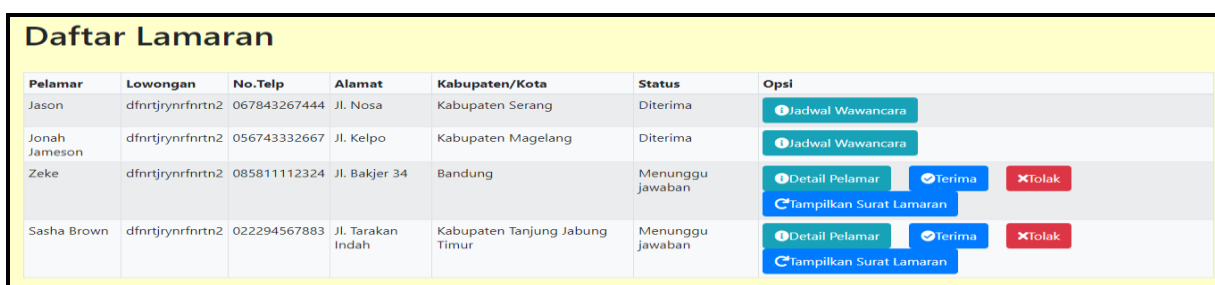 Daftar Lamaran
Pelamar Lowongan No.Telp Alamat Kabupaten/Kota Status Opsi
Jason dfnrtjrynrfnrtn2 067843267444 Jl. Nosa Kabupaten Serang Diterima Jadwal Wawancara
Jonah Jameson dfnrtjrynrfnrtn2 056743332667 Jl. Kelpo Kabupaten Magelang Diterima Jadwal Wawancara
Zeke dfnrtjrynrfnrtn2 085811112324 Jl. Bakjer 34 Bandung Menunggu jawaban Detail Pelamar Terima Tolak
Tampilkan Surat Lamaran
Sasha Brown dfnrtjrynrfnrtn2 022294567883 Jl. Tarakan Indah Kabupaten Tanjung Jabung Timur Menunggu jawaban Detail Pelamar Terima Tolak
Tampilkan Surat Lamaran